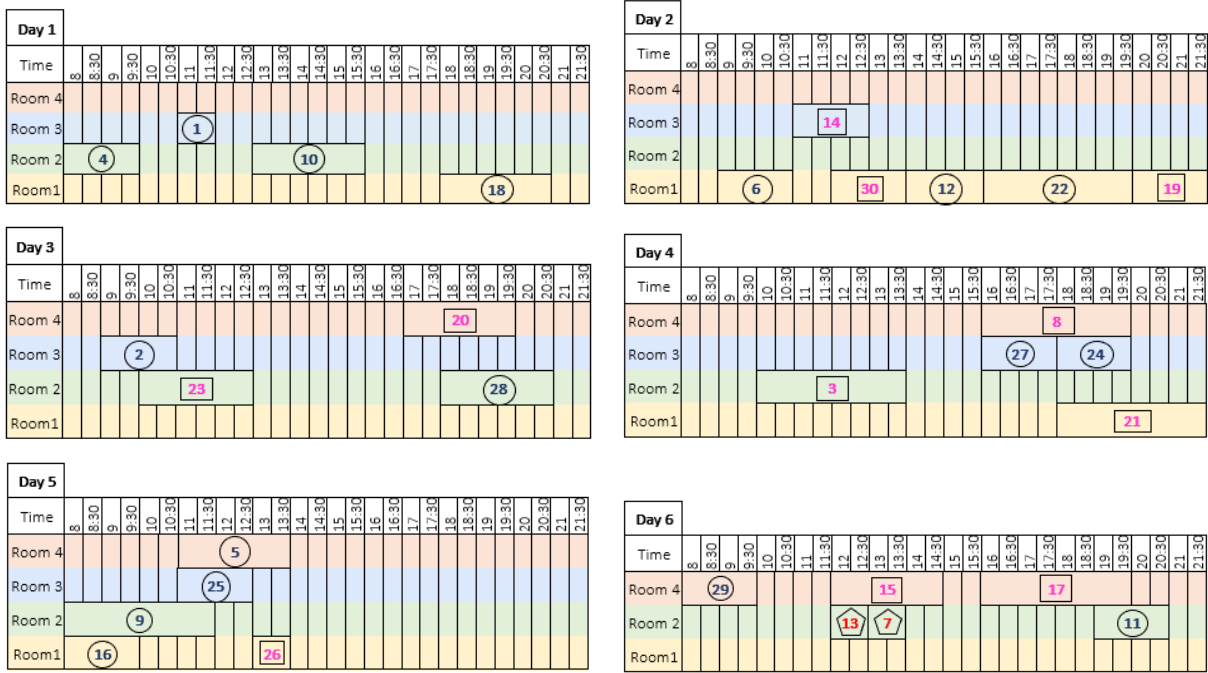 Day 1
Time 8 8:30 9 9:30 10 10:30 11 11:30 12 12:30 13 13:30 14 14:30 15 15:30 16 16:30 17 17:30 18 18:30 19 19:30 20 20:30 21 21:30
Room 4
Room 3 1
Room 2 4 10
Room1 18
Day 2
Time 8 8:30 9 9:30 10 10:30 11 11:30 12 12:30 13 13:30 14 14:30 15 15:30 16 16:30 17 17:30 18 18:30 19 19:30 20 20:30 21 21:30
Room 4
Room 3 14
Room 2
Room1 6 30 12 22 19
Day 3
Time 8 8:30 9 9:30 10 10:30 11 11:30 12 12:30 13 13:30 14 14:30 15 15:30 16 16:30 17 17:30 18 18:30 19 19:30 20 20:30 21 21:30
Room 4 20
Room 3 2
Room 2 23 28
Room1
Day 4
Time 8 8:30 9 9:30 10 10:30 11 11:30 12 12:30 13 13:30 14 14:30 15 15:30 16 16:30 17 17:30 18 18:30 19 19:30 20 20:30 21 21:30
Room 4 8
Room 3 27 24
Room 2 3
Room1 21
Day 5
Time 8 8:30 9 9:30 10 10:30 11 11:30 12 12:30 13 13:30 14 14:30 15 15:30 16 16:30 17 17:30 18 18:30 19 19:30 20 20:30 21 21:30
Room 4 5
Room 3 25
Room 2 9
Room1 16 26
Day 6
Time 8 8:30 9 9:30 10 10:30 11 11:30 12 12:30 13 13:30 14 14:30 15 15:30 16 16:30 17 17:30 18 18:30 19 19:30 20 20:30 21 21:30
Room 4 29 15 17
Room 2 13 7 11
Room1